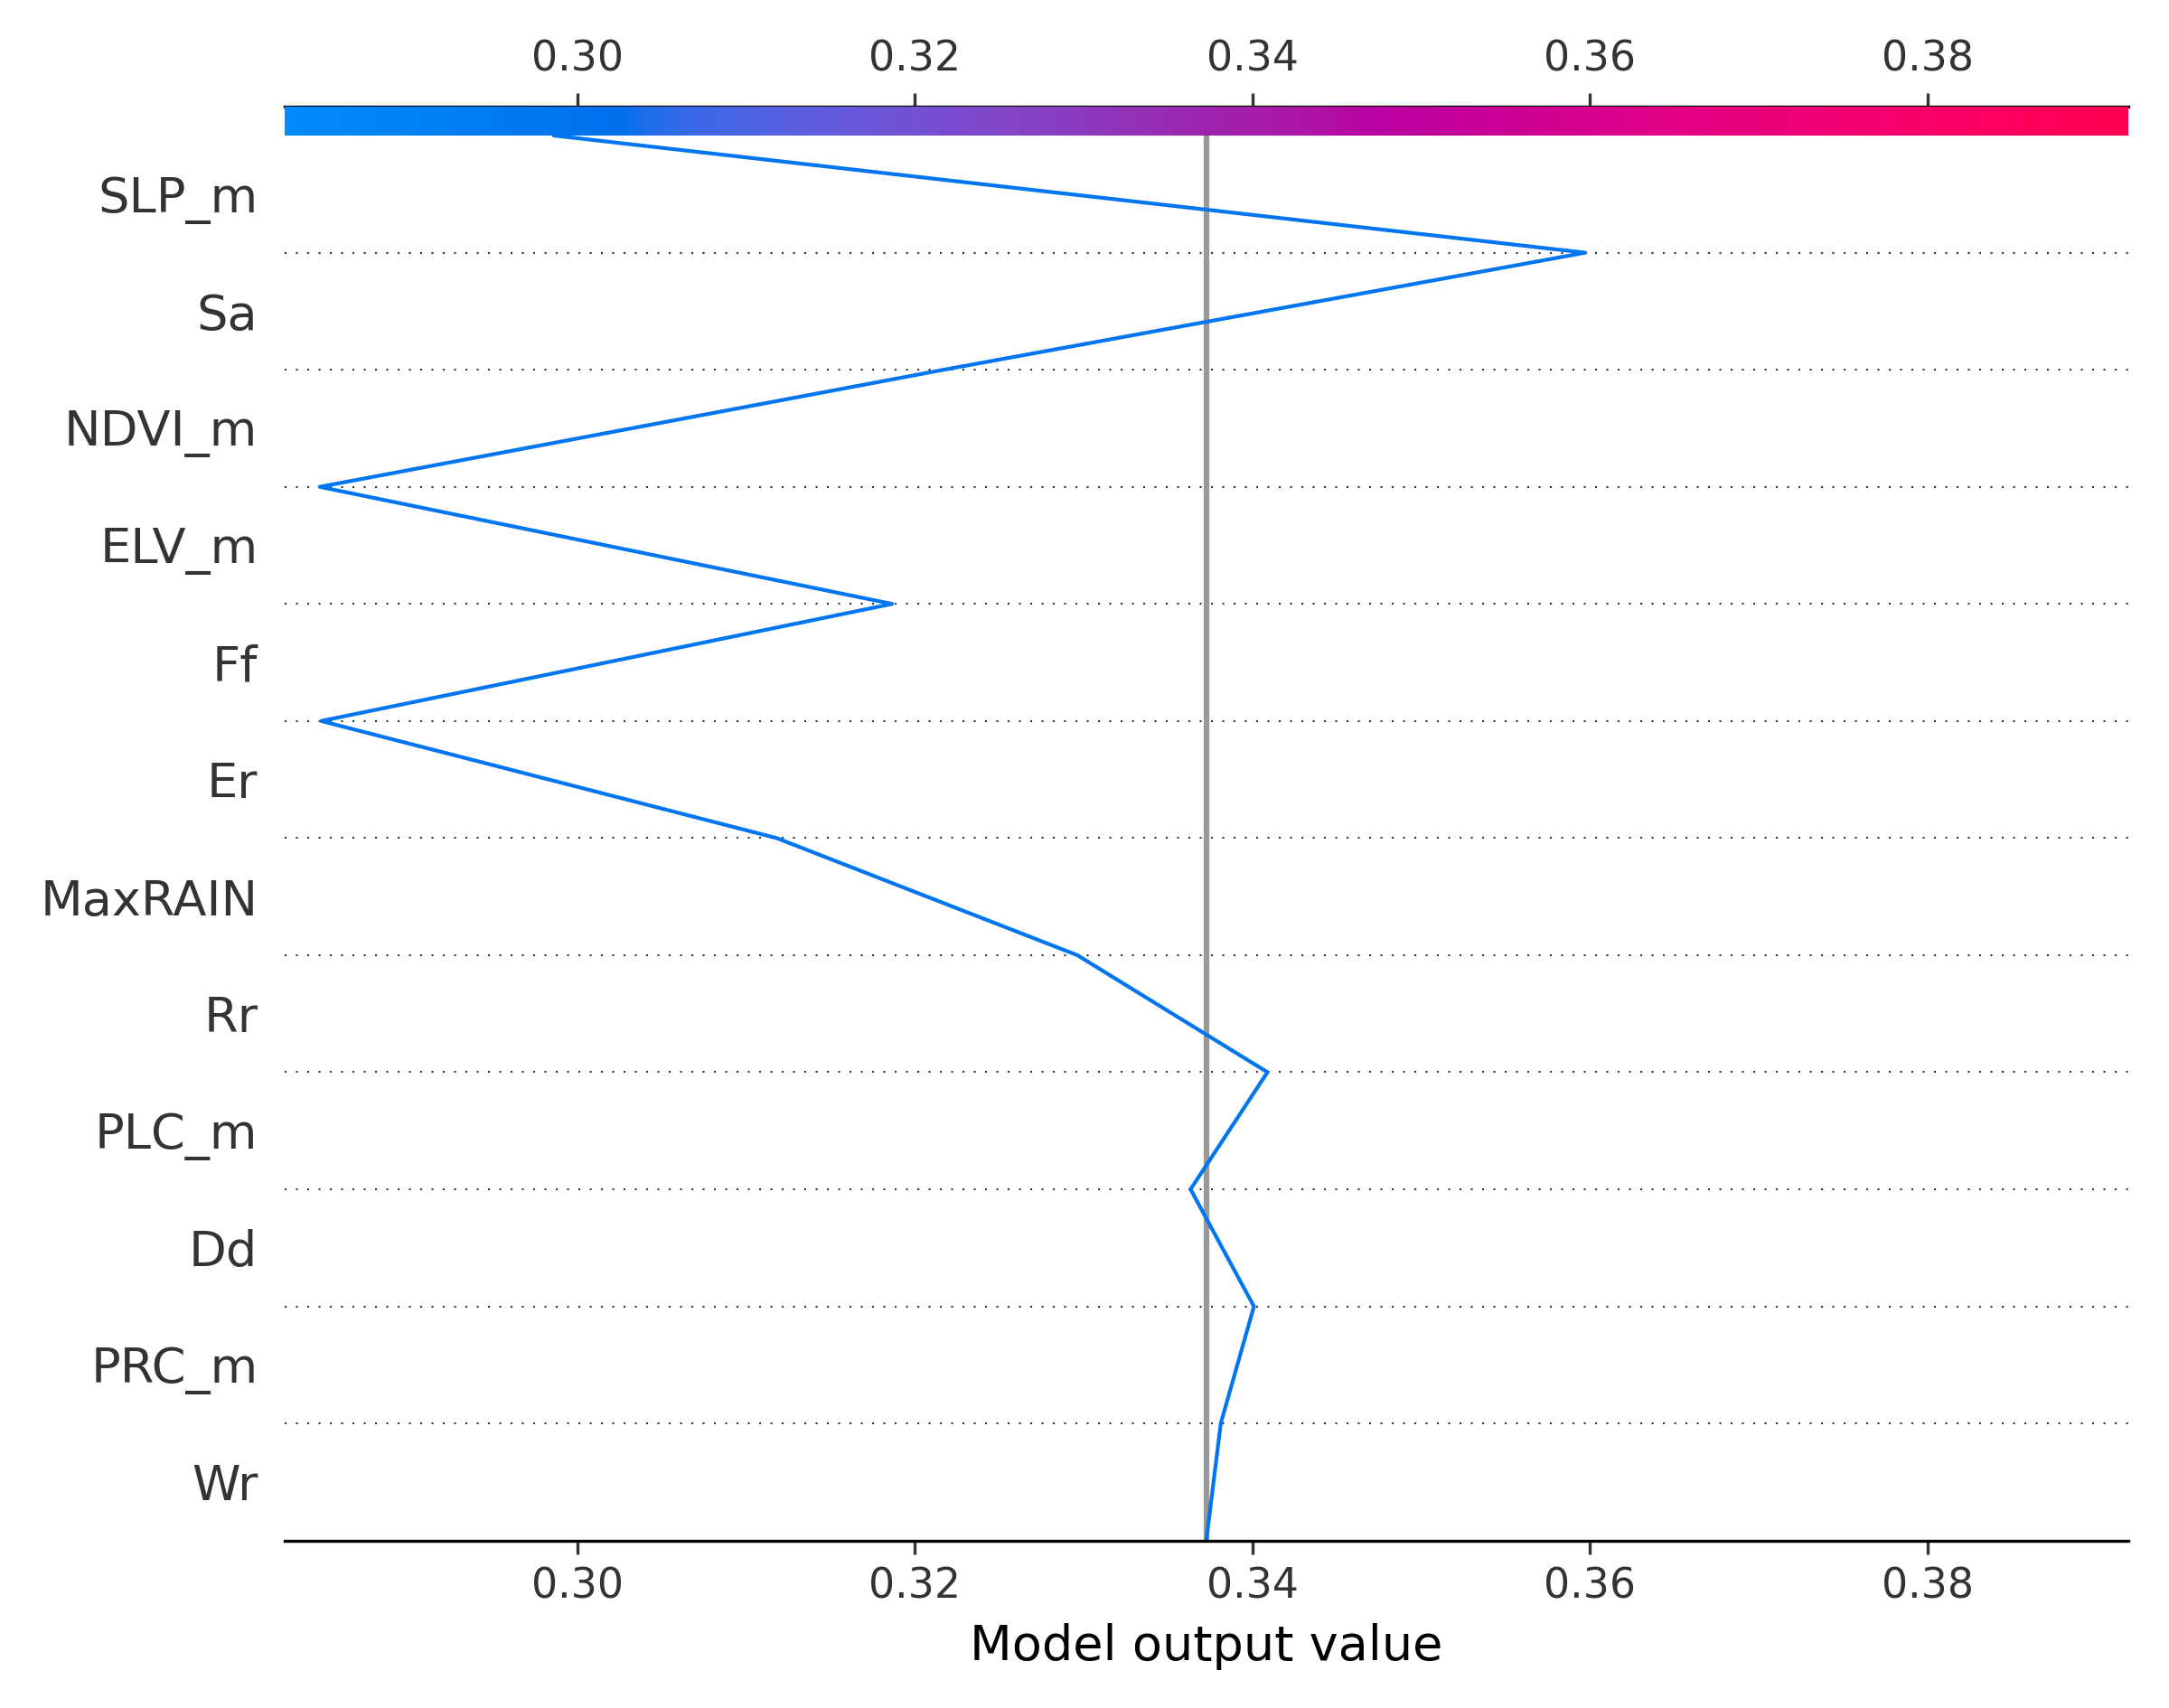 0.30 0.32 0.34 0.36 0.38
SLP_m
Sa
NDVI_m
ELV_m
Ff
Er
MaxRAIN
Rr
PLC_m
Dd
PRC_m
Wr
0.30 0.32 0.34 0.36 0.38
Model output value